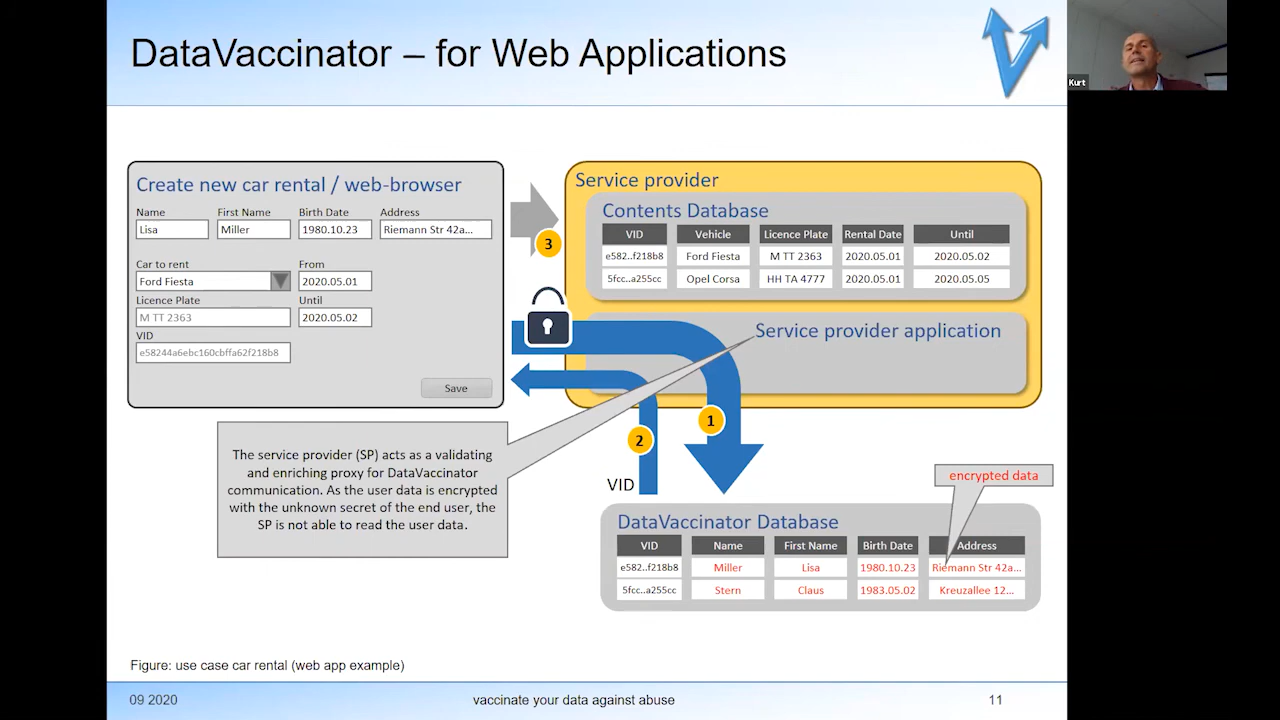 DataVaccinator – for Web Applications
Kurt
Create new car rental / web-browser
Name First Name Birth Date Address
Lisa Miller 1980.10.23 Riemann Str 42a...
Car to rent From
Ford Fiesta 2020.05.01
Licence Plate Until
M TT 2363 2020.05.02
VID
e58244a6ebc160cbffa62f218b8
Save
3
Service provider
Contents Database
VID Vehicle Licence Plate Rental Date Until
e582..f218b8 Ford Fiesta M TT 2363 2020.05.01 2020.05.02
5fcc..a255cc Opel Corsa HH TA 4777 2020.05.01 2020.05.05
Service provider application
The service provider (SP) acts as a validating
and enriching proxy for DataVaccinator
communication. As the user data is encrypted
with the unknown secret of the end user, the
SP is not able to read the user data.
1
2
VID
encrypted data
DataVaccinator Database
VID Name First Name Birth Date Address
e582..f218b8 Miller Lisa 1980.10.23 Riemann Str 42a...
5fcc..a255cc Stern Claus 1983.05.02 Kreuzallee 12...
Figure: use case car rental (web app example)
09 2020 vaccinate your data against abuse 11